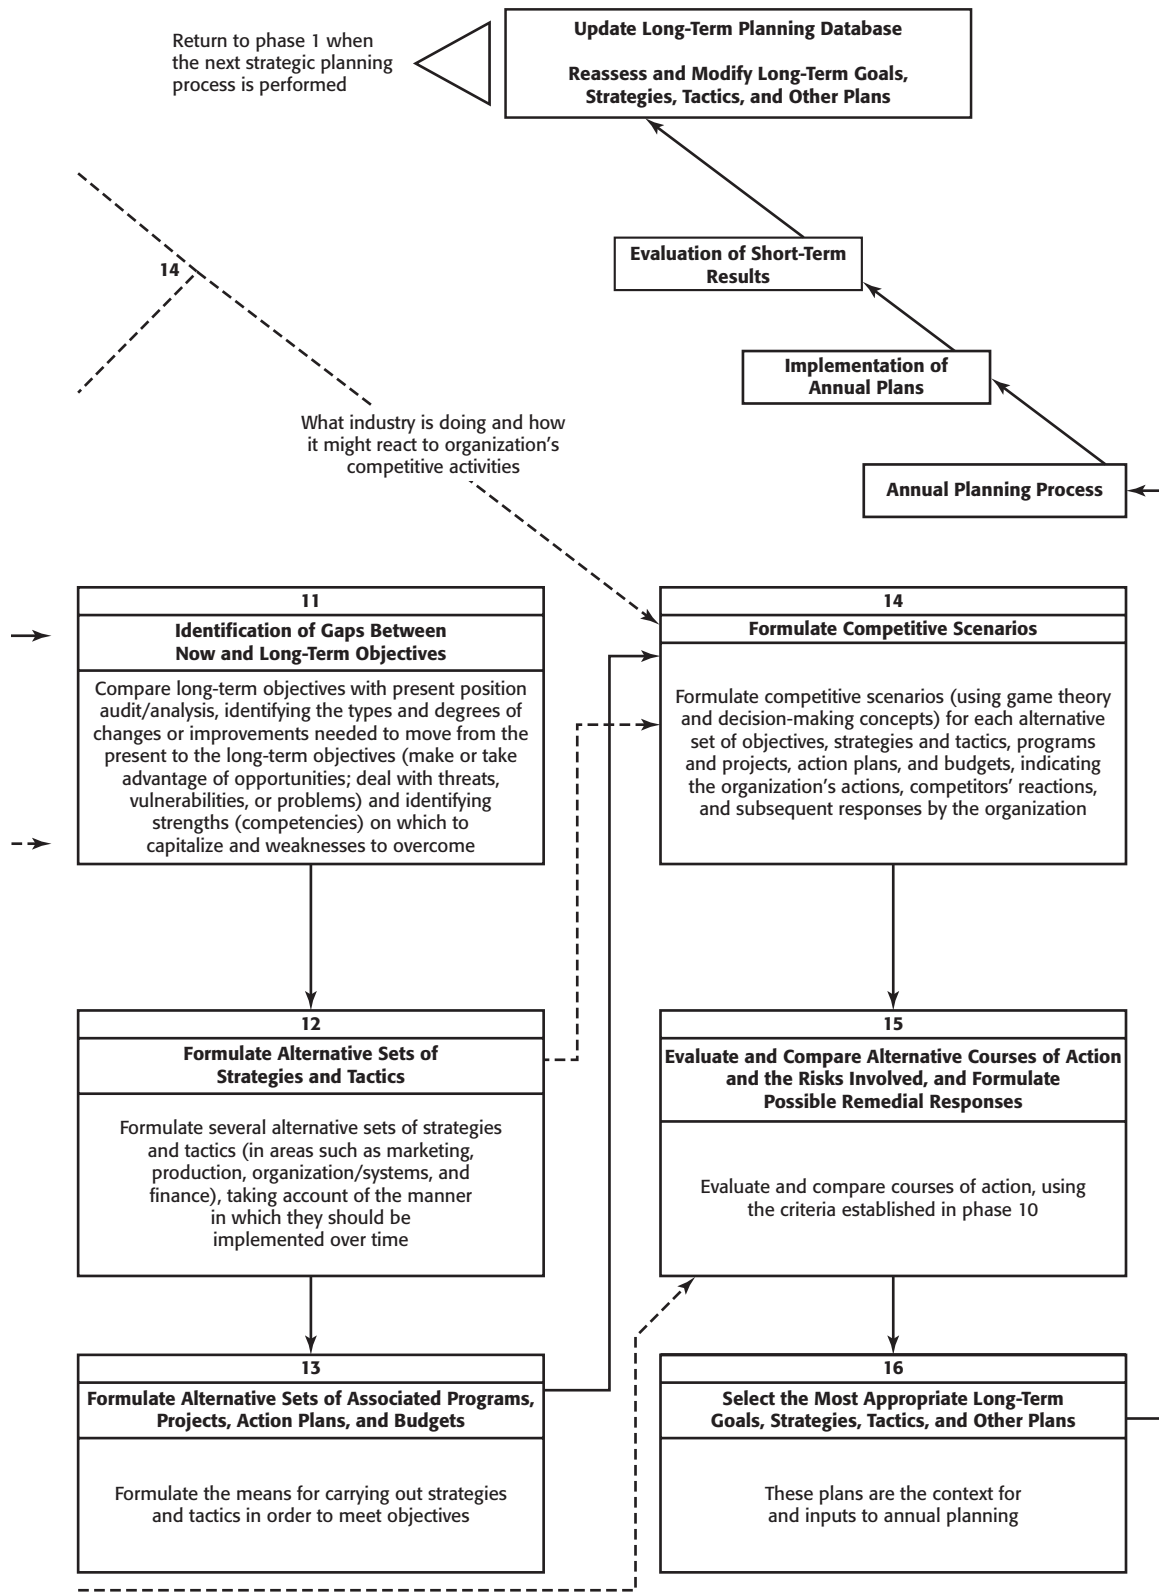 Return to phase 1 when
the next strategic planning
process is performed
Update Long-Term Planning Database
Reassess and Modify Long-Term Goals,
Strategies, Tactics, and Other Plans
Evaluation of Short-Term
Results
14
Implementation of
Annual Plans
What industry is doing and how
it might react to organization’s
competitive activities
Annual Planning Process
11
Identification of Gaps Between
Now and Long-Term Objectives
Compare long-term objectives with present position
audit/analysis, identifying the types and degrees of
changes or improvements needed to move from the
present to the long-term objectives (make or take
advantage of opportunities; deal with threats,
vulnerabilities, or problems) and identifying
strengths (competencies) on which to
capitalize and weaknesses to overcome
12
Formulate Alternative Sets of
Strategies and Tactics
Formulate several alternative sets of strategies
and tactics (in areas such as marketing,
production, organization/systems, and
finance), taking account of the manner
in which they should be
implemented over time
13
Formulate Alternative Sets of Associated Programs,
Projects, Action Plans, and Budgets
Formulate the means for carrying out strategies
and tactics in order to meet objectives
14
Formulate Competitive Scenarios
Formulate competitive scenarios (using game theory
and decision-making concepts) for each alternative
set of objectives, strategies and tactics, programs
and projects, action plans, and budgets, indicating
the organization’s actions, competitors’ reactions,
and subsequent responses by the organization
15
Evaluate and Compare Alternative Courses of Action
and the Risks Involved, and Formulate
Possible Remedial Responses
Evaluate and compare courses of action, using
the criteria established in phase 10
16
Select the Most Appropriate Long-Term
Goals, Strategies, Tactics, and Other Plans
These plans are the context for
and inputs to annual planning